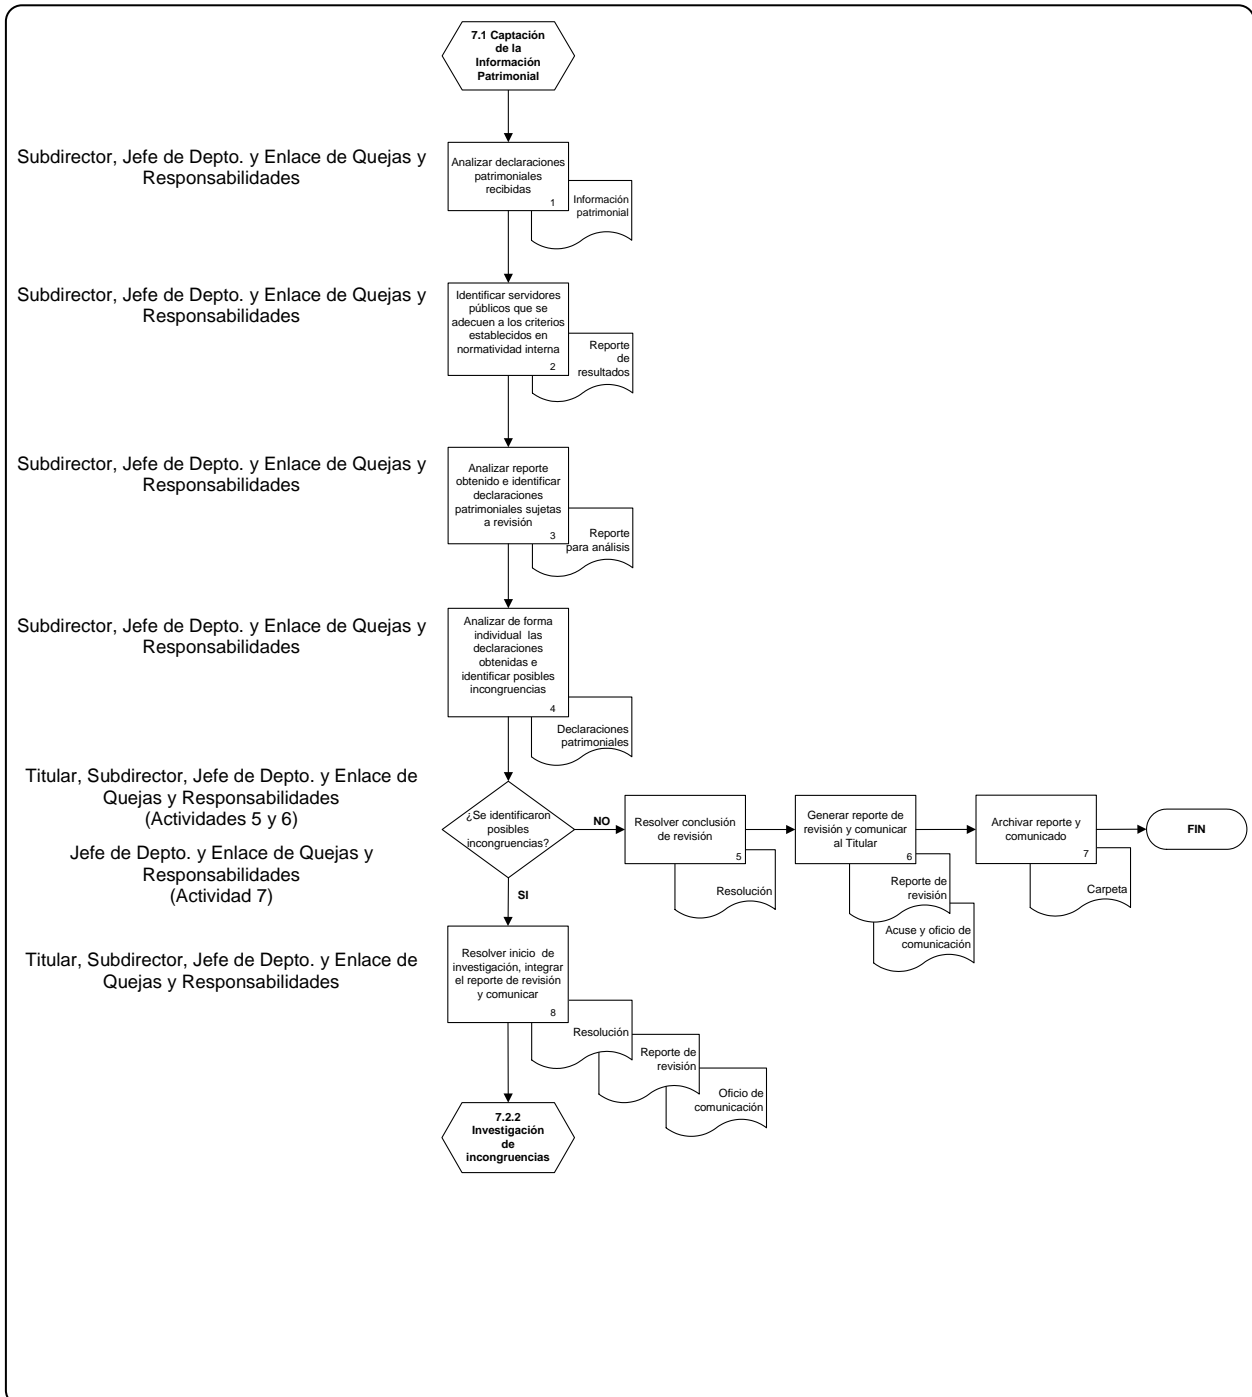 7.1 Captación
de la
Información
Patrimonial
Subdirector, Jefe de Depto. y Enlace de Quejas y
Responsabilidades
Analizar declaraciones
patrimoniales
recibidas
1
Información
patrimonial
Subdirector, Jefe de Depto. y Enlace de Quejas y
Responsabilidades
Identificar servidores
públicos que se
adecuen a los criterios
establecidos en
normatividad interna
2
Reporte
de
resultados
Subdirector, Jefe de Depto. y Enlace de Quejas y
Responsabilidades
Analizar reporte
obtenido e identificar
declaraciones
patrimoniales sujetas
a revisión
3
Reporte
para análisis
Subdirector, Jefe de Depto. y Enlace de Quejas y
Responsabilidades
Analizar de forma
individual las
declaraciones
obtenidas e
identificar posibles
incongruencias
4
Declaraciones
patrimoniales
Titular, Subdirector, Jefe de Depto. y Enlace de
Quejas y Responsabilidades
(Actividades 5 y 6)
Jefe de Depto. y Enlace de Quejas y
Responsabilidades
(Actividad 7)
¿Se identificaron
posibles
incongruencias?
NO
Resolver conclusión
de revisión
5
Resolución
Generar reporte de
revisión y comunicar
al Titular
6
Reporte de
revisión
Acuse y oficio de
comunicación
Archivar reporte y
comunicado
7
Carpeta
FIN
SI
Titular, Subdirector, Jefe de Depto. y Enlace de
Quejas y Responsabilidades
Resolver inicio de
investigación, integrar
el reporte de revisión
y comunicar
8
Resolución
Reporte de
revisión
Oficio de
comunicación
7.2.2
Investigación
de
incongruencias